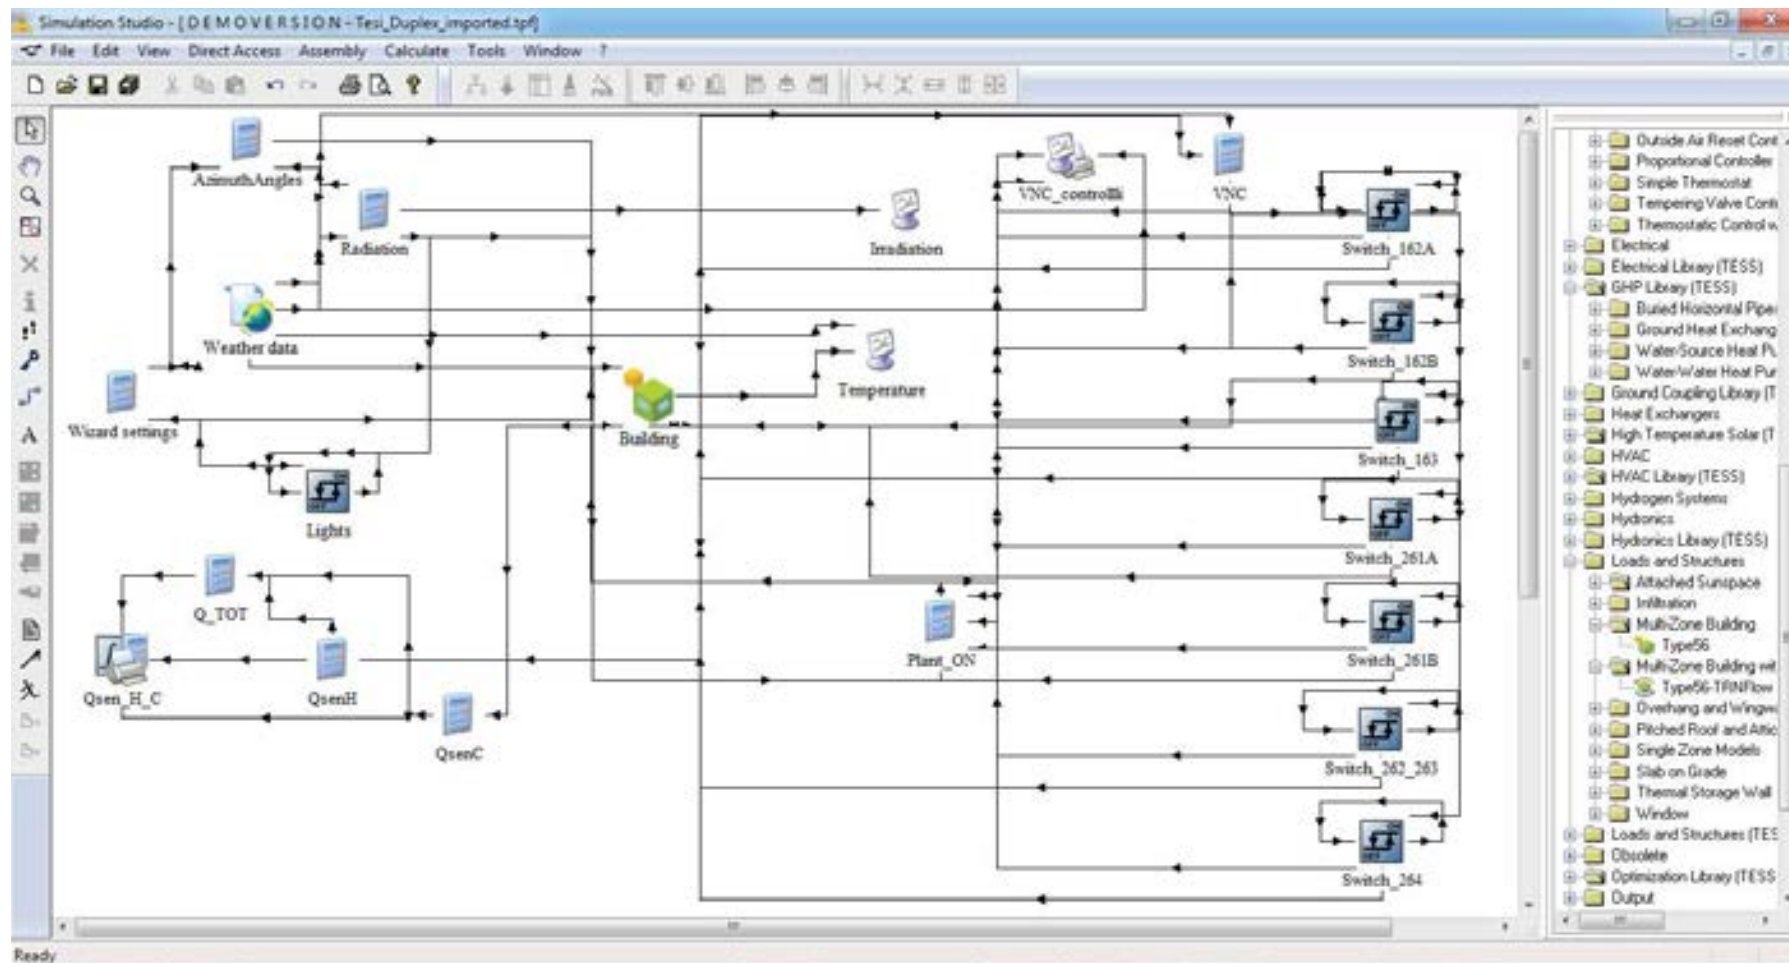 Simulation Studio - [ D E M O V E R S I O N - Tesi_Duplex_imported.tpf]
File Edit View Direct Access Assembly Calculate Tools Window ?
AzimuthAngles
Radiation
Irradiation
VNC_controlli
VNC
Switch_162A
Weather data
Temperature
Switch_162B
Wizard settings
Building
Switch_163
Lights
Switch_261A
Q_TOT
Plant_ON
Switch_261B
Qsen_H_C
QsenH
QsenC
Switch_262_263
Switch_264
Outside Air Reset Cont
Proportional Controller
Simple Thermostat
Tempering Valve Contr
Thermostatic Control w
Electrical
Electrical Library (TESS)
GHP Library (TESS)
Buried Horizontal Pipe
Ground Heat Exchang
Water-Source Heat Pu
Water-Water Heat Pur
Ground Coupling Library (T
Heat Exchangers
High Temperature Solar (T
HVAC
HVAC Library (TESS)
Hydrogen Systems
Hydronics
Hydronics Library (TESS)
Loads and Structures
Attached Sunspace
Infiltration
Multi-Zone Building
Type56
Multi-Zone Building wit
Type56-TRNFlow
Overhang and Wingw
Pitched Roof and Attic
Single Zone Models
Slab on Grade
Thermal Storage Wall
Window
Loads and Structures (TES
Obsolete
Optimization Library (TESS
Output
Ready